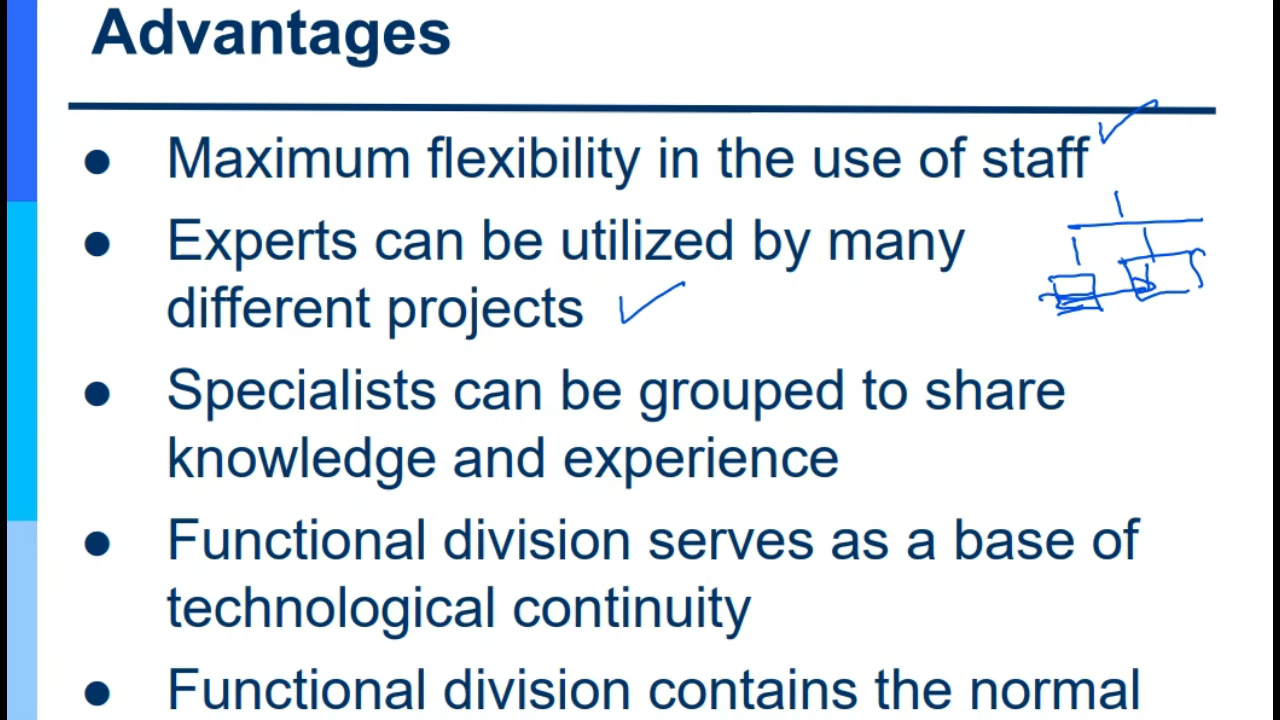 Advantages
● Maximum flexibility in the use of staff
● Experts can be utilized by many
different projects
● Specialists can be grouped to share
knowledge and experience
● Functional division serves as a base of
technological continuity
● Functional division contains the normal